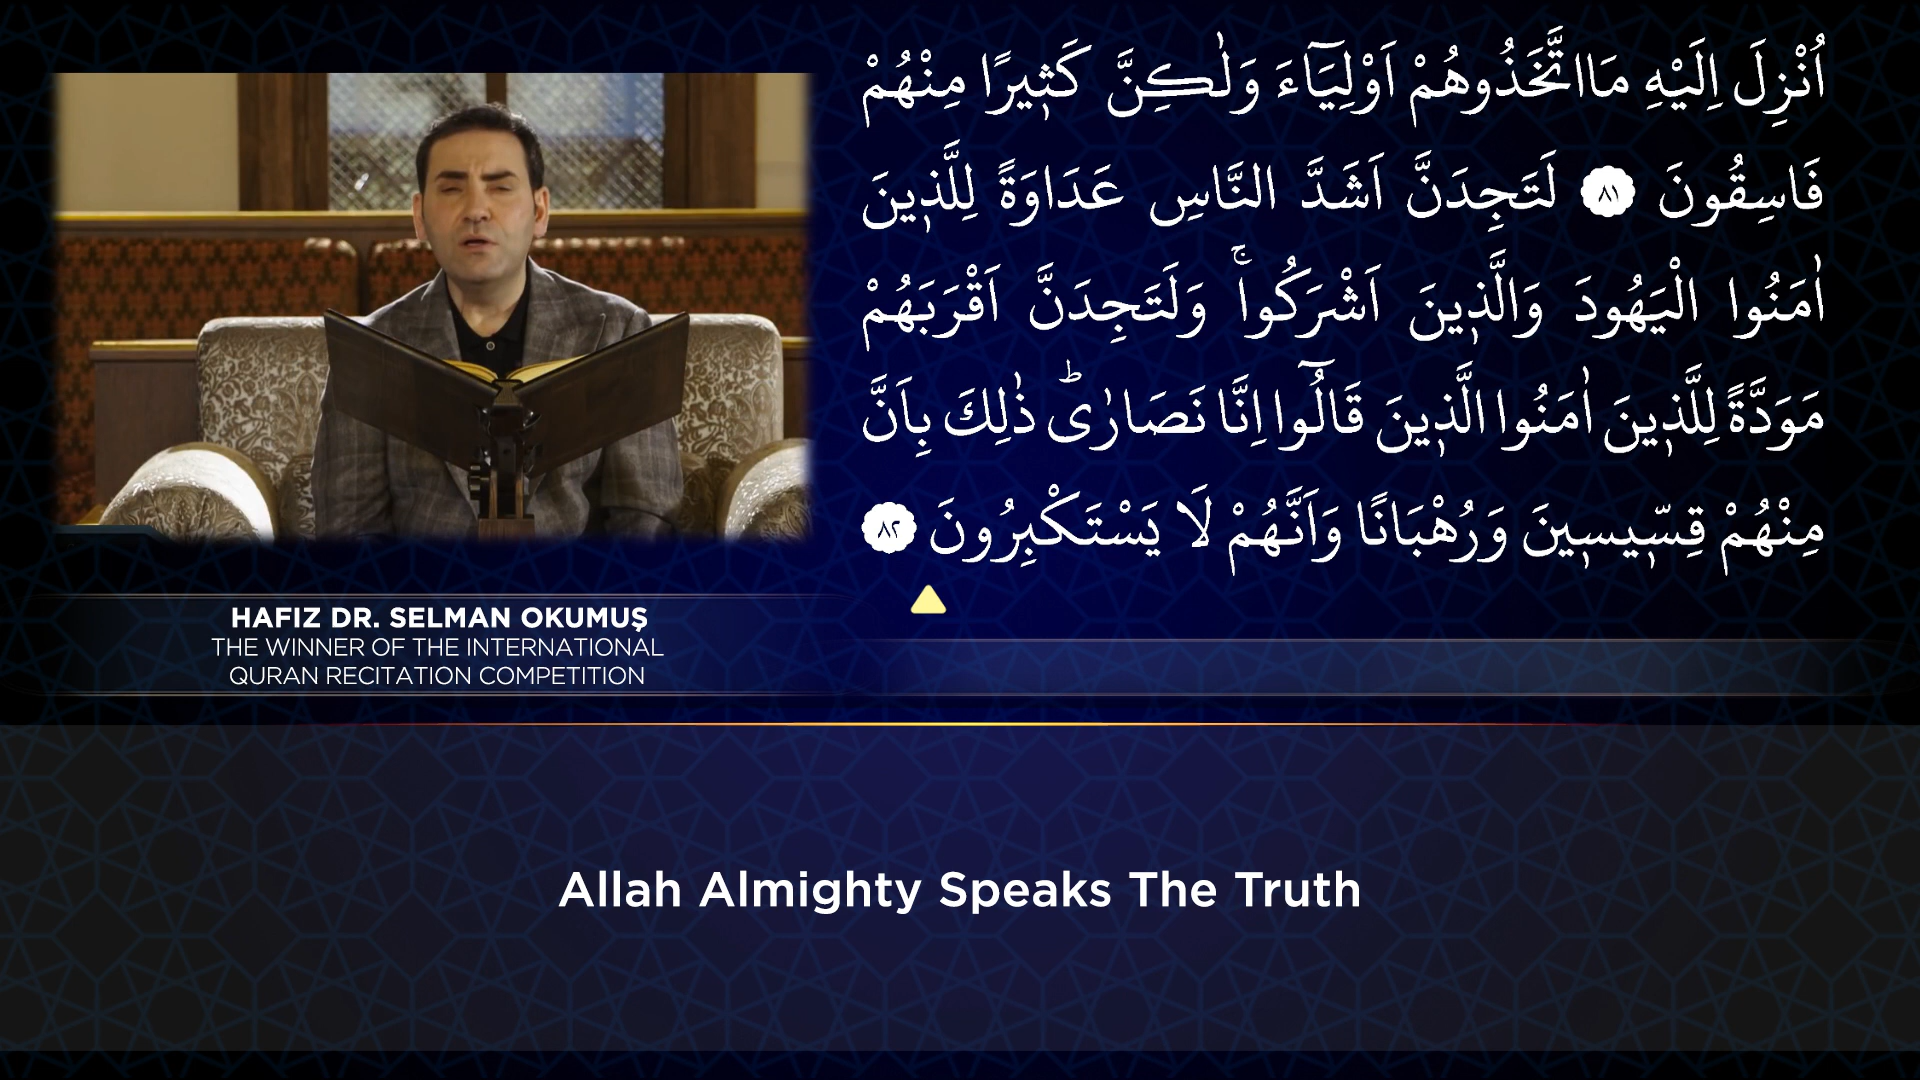 اُنْزِلَ اِلَيْهِ مَااتَّخَذُوهُمْ اَوْلِيَٓاءَ وَلٰكِنَّ كَثٖيرًا مِنْهُمْ
فَاسِقُونَ ٨١ لَتَجِدَنَّ اَشَدَّ النَّاسِ عَدَاوَةً لِلَّذٖينَ
اٰمَنُوا الْيَهُودَ وَالَّذٖينَ اَشْرَكُواۚ وَلَتَجِدَنَّ اَقْرَبَهُمْ
مَوَدَّةً لِلَّذٖينَ اٰمَنُوا الَّذٖينَ قَالُٓوا اِنَّا نَصَارٰىؕ ذٰلِكَ بِاَنَّ
مِنْهُمْ قِسّٖيسٖينَ وَرُهْبَانًا وَاَنَّهُمْ لَا يَسْتَكْبِرُونَ ٨٢
HAFIZ DR. SELMAN OKUMUŞ
THE WINNER OF THE INTERNATIONAL
QURAN RECITATION COMPETITION
Allah Almighty Speaks The Truth